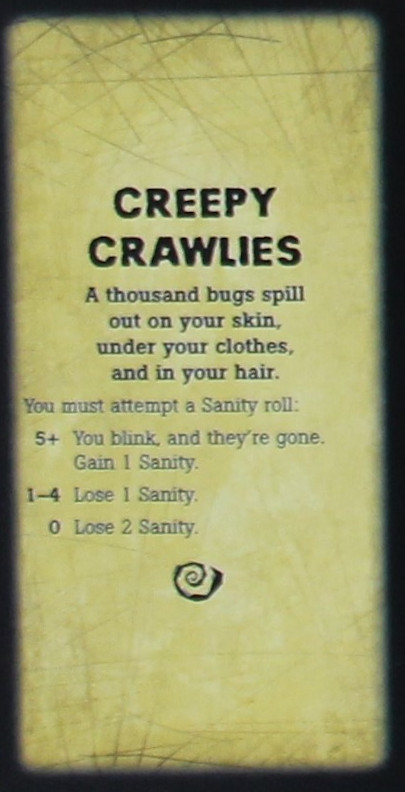 CREEPY
CRAWLIES
A thousand bugs spill
out on your skin,
under your clothes,
and in your hair.
You must attempt a Sanity roll:
5+ You blink, and they're gone.
Gain 1 Sanity.
1–4 Lose 1 Sanity.
0 Lose 2 Sanity.